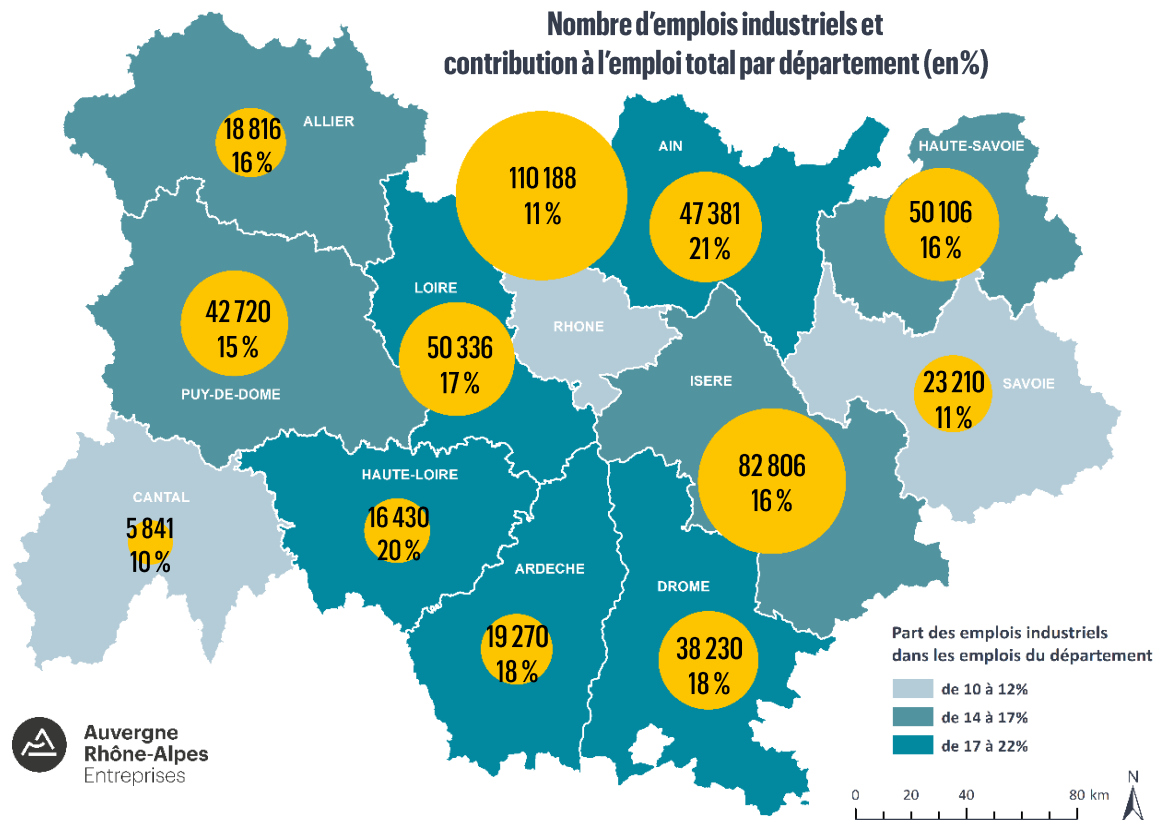 Nombre d’emplois industriels et
contribution à l’emploi total par département (en%)
ALLIER
18 816
16 %
110 188
11 %
AIN
47 381
21 %
HAUTE-SAVOIE
50 106
16 %
LOIRE
50 336
17 %
RHONE
42 720
15 %
PUY-DE-DOME
ISERE
82 806
16 %
SAVOIE
23 210
11 %
CANTAL
5 841
10 %
HAUTE-LOIRE
16 430
20 %
ARDECHE
19 270
18 %
DROME
38 230
18 %
Part des emplois industriels
dans les emplois du département
de 10 à 12%
de 14 à 17%
de 17 à 22%
Auvergne
Rhône-Alpes
Entreprises
N
0 20 40 80 km